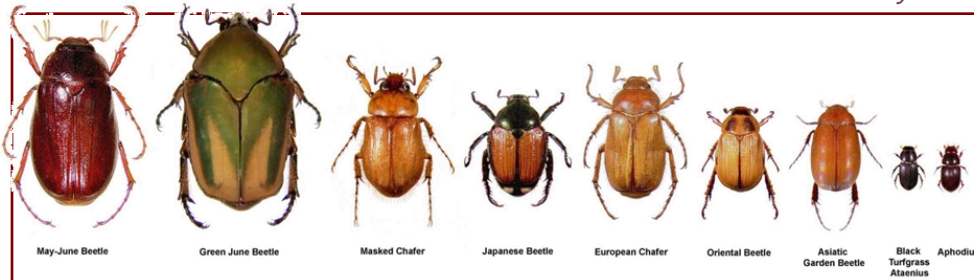 May-June Beetle
Green June Beetle
Masked Chafer
Japanese Beetle
European Chafer
Oriental Beetle
Asiatic
Garden Beetle
Black
Turfgrass
Ataenius
Aphodiu